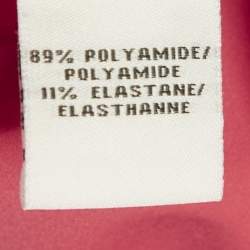 89% POLYAMIDE/
POLYAMIDE
11% ELASTANE/
ELASTHANNE